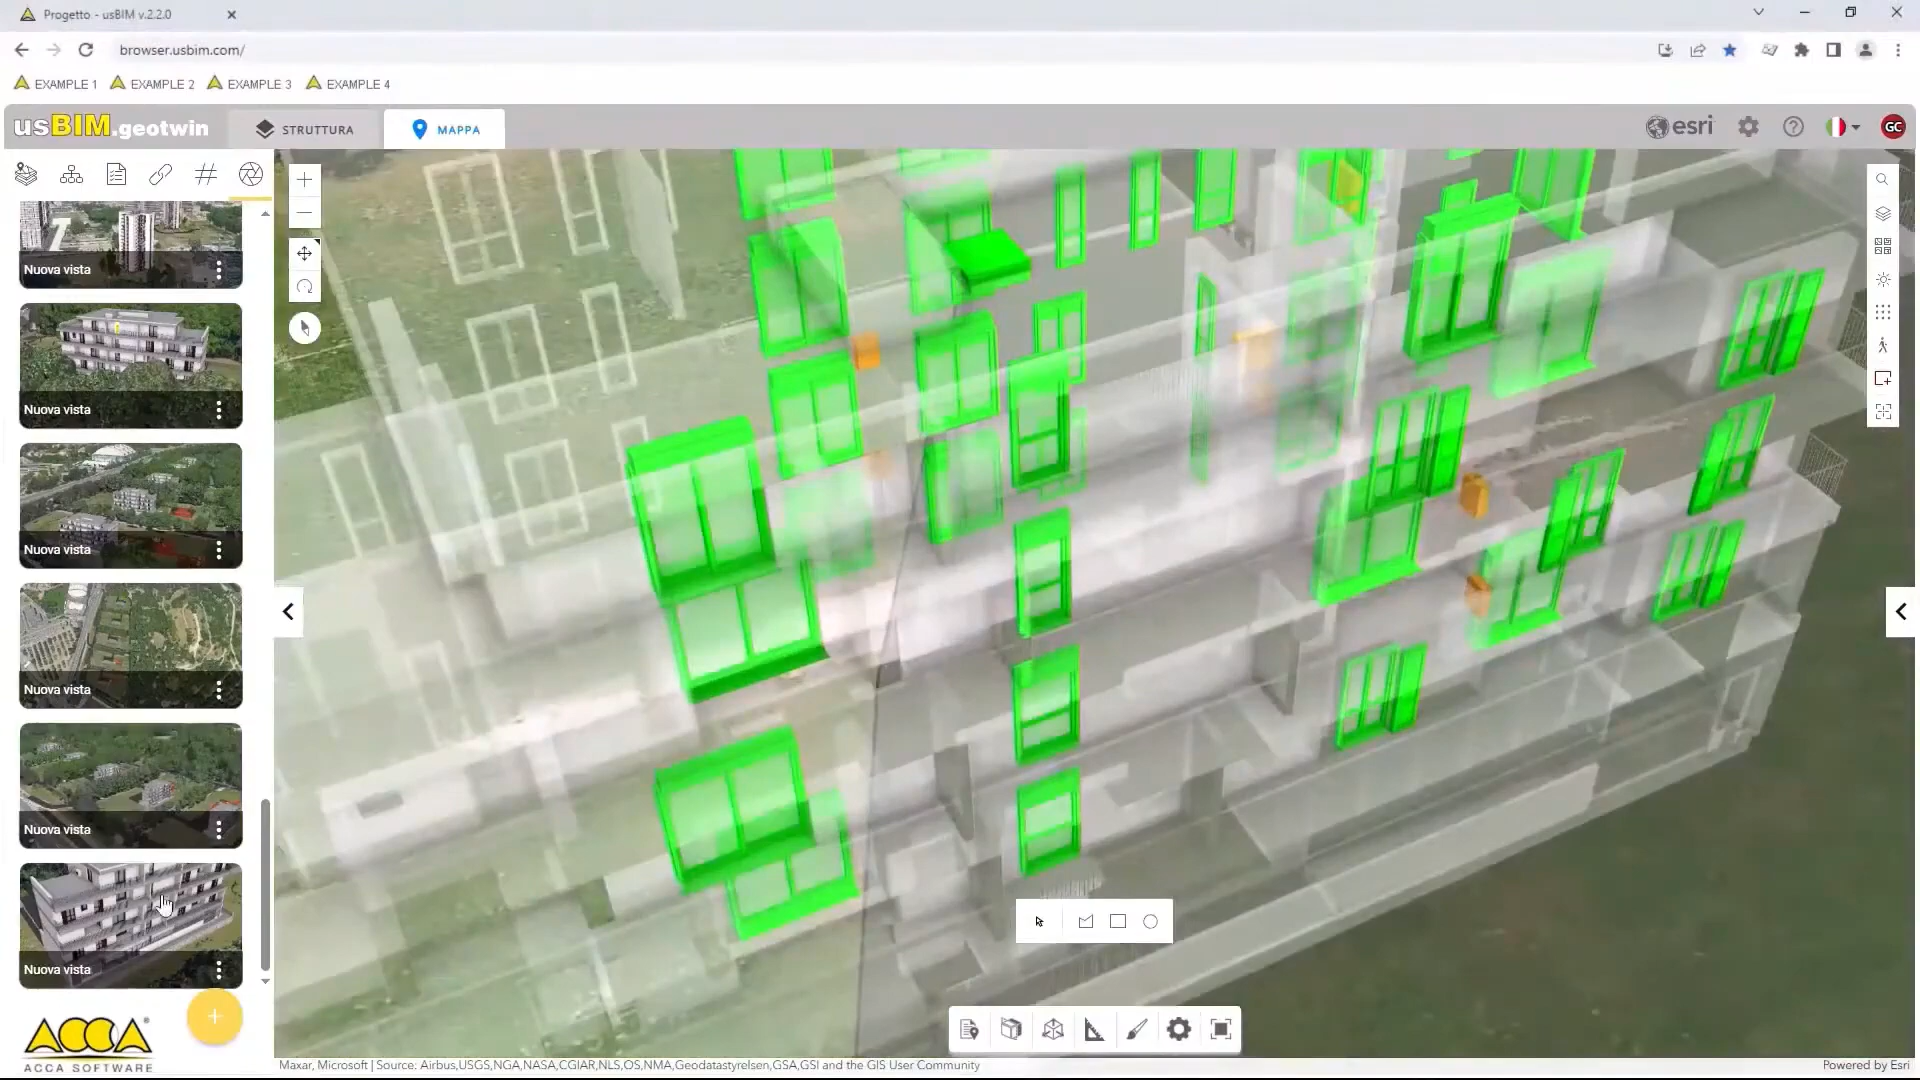 Progetto - usBIM v.2.2.0
browser.usbim.com/
EXAMPLE 1 EXAMPLE 2 EXAMPLE 3 EXAMPLE 4
usBIM.geotwin STRUTTURA MAPPA esri GC
Nuova vista
Nuova vista
Nuova vista
Nuova vista
Nuova vista
Nuova vista
ACCA ®
ACCA SOFTWARE
Maxar, Microsoft | Source: Airbus,USGS,NGA,NASA,CGIAR,NLS,OS,NMA,Geodatastyrelsen,GSA,GSI and the GIS User Community Powered by Esri